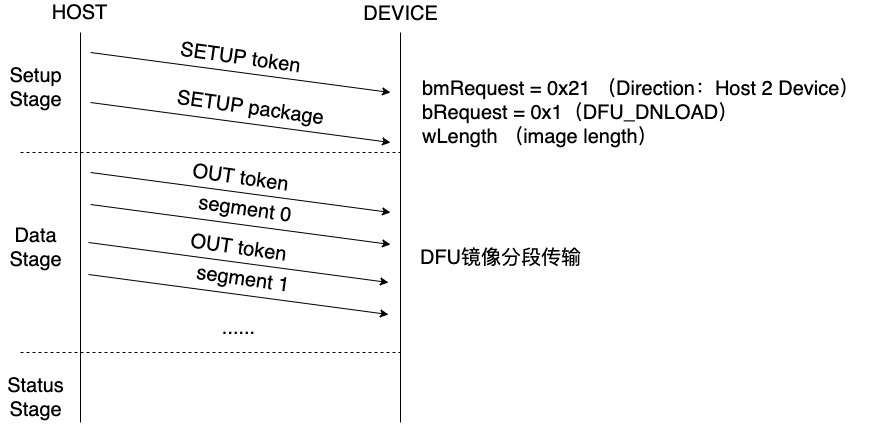 HOST
DEVICE
SETUP token
Setup
Stage
SETUP package
bmRequest = 0x21 （Direction：Host 2 Device）
bRequest = 0x1（DFU_DNLOAD）
wLength （image length）
OUT token
segment 0
Data
Stage
OUT token
segment 1
......
DFU镜像分段传输
Status
Stage